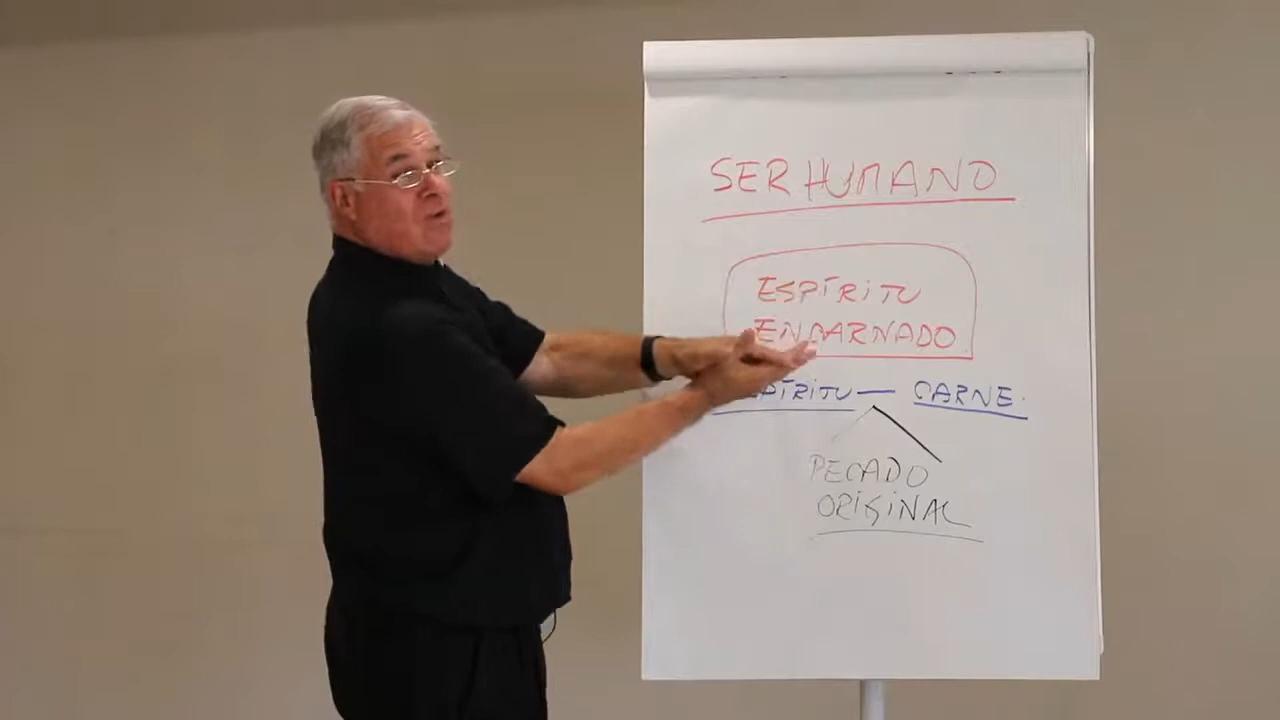 SER HUMANO
ESPÍRITU
ENCARNADO
— CARNE.
PECADO
ORIGINAL